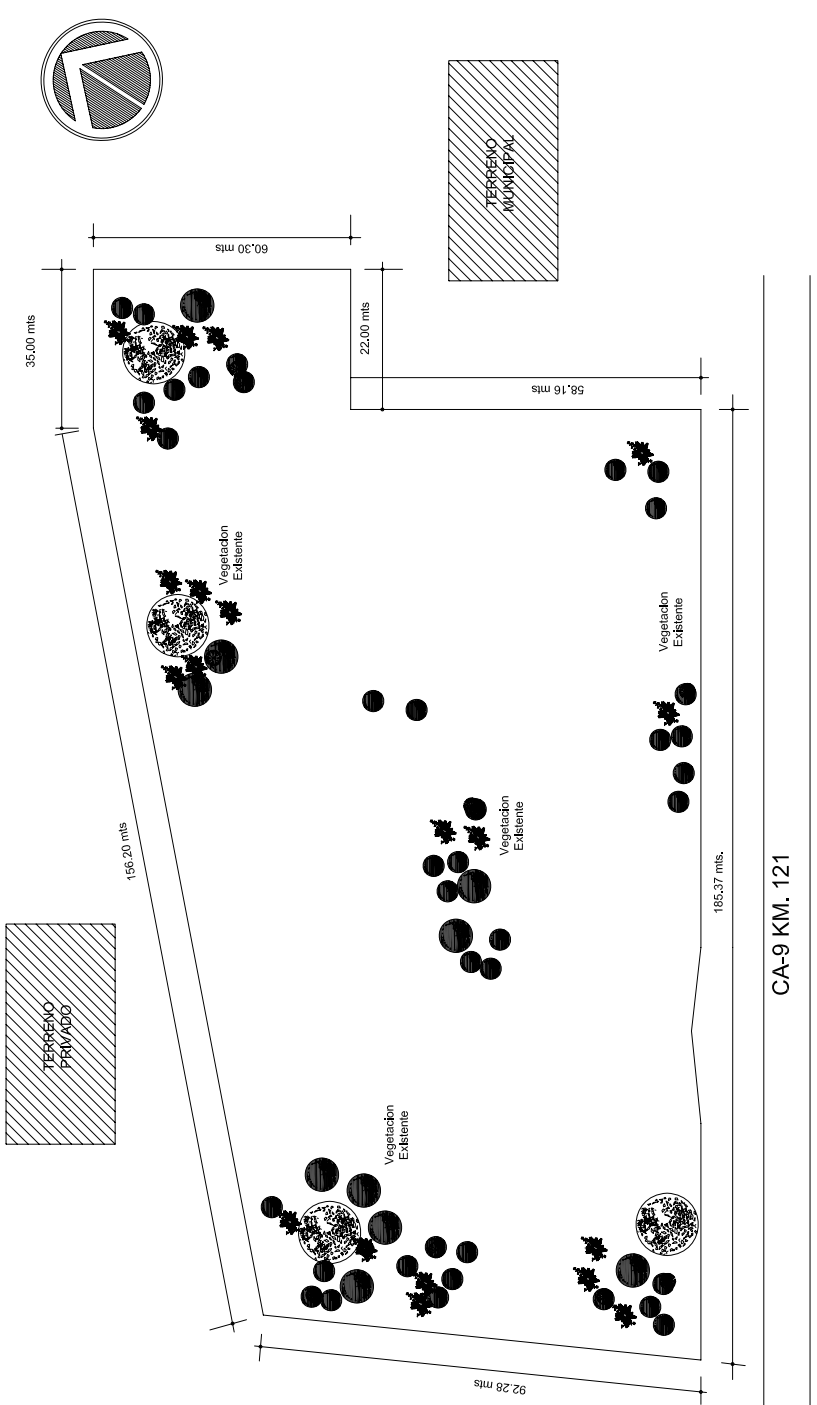 TERRENO
MUNICIPAL
60.30 mts
35.00 mts
22.00 mts
58.16 mts
Vegetacion
Existente
Vegetacion
Existente
156.20 mts
Vegetacion
Existente
185.37 mts.
CA-9 KM. 121
TERRENO
PRIVADO
Vegetacion
Existente
92.28 mts